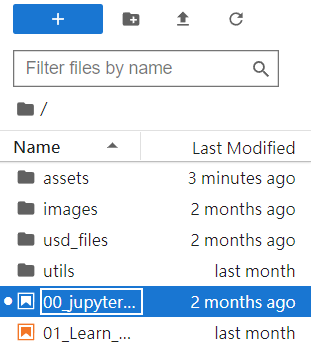 Filter files by name
/
Name Last Modified
assets 3 minutes ago
images 2 months ago
usd_files 2 months ago
utils last month
00_jupyter... 2 months ago
01_Learn_... last month